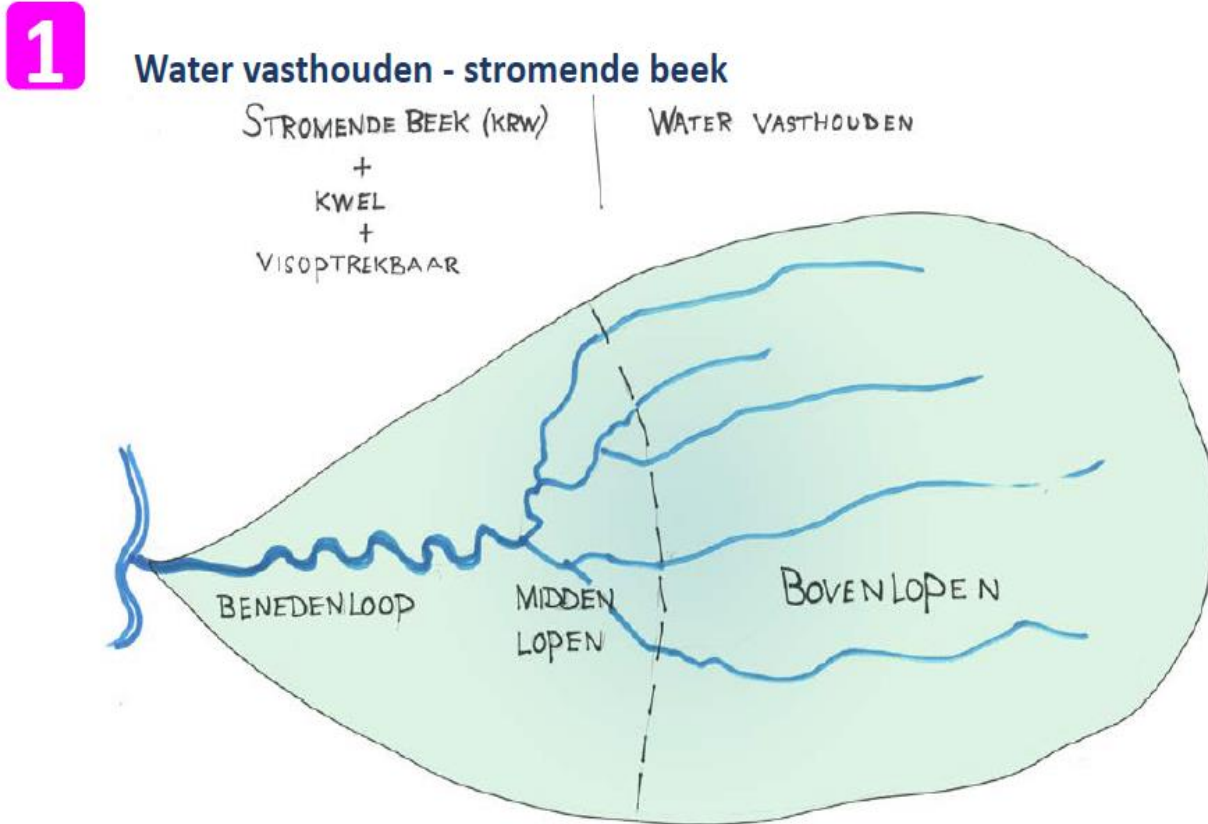 1
Water vasthouden - stromende beek
STROMENDE BEEK (KRW)
+
KWEL
+
VISOPTREKBAAR
WATER VASTHOUDEN
BENEDENLOOP
MIDDEN
LOPEN
BOVENLOPEN